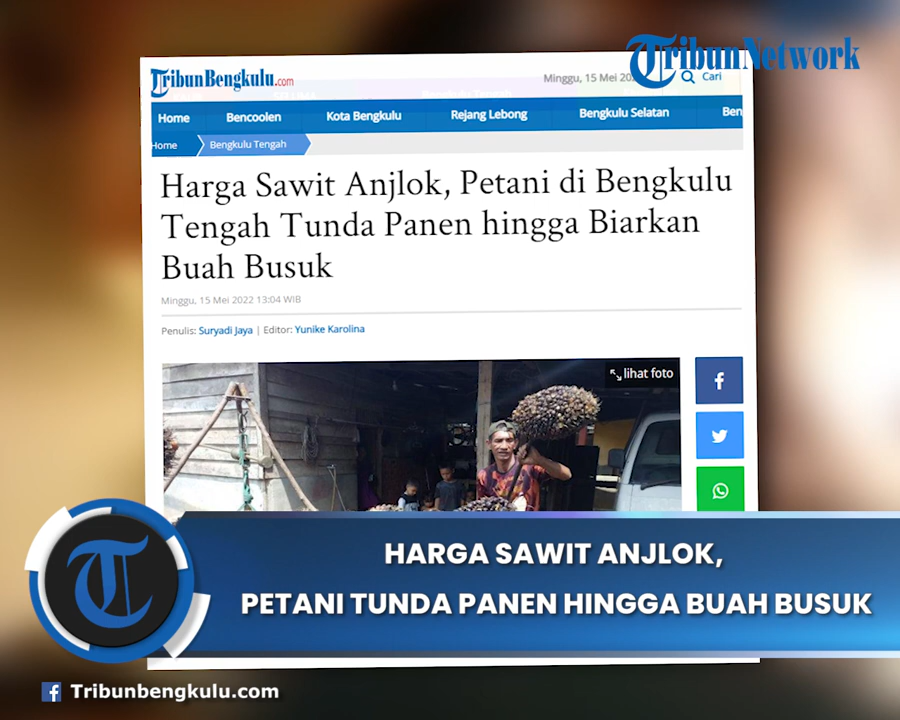 TribunNetwork
TribunBengkulu.com
Minggu, 15 Mei
Cari
Home Bencoolen Kota Bengkulu Rejang Lebong Bengkulu Selatan Ben
Home Bengkulu Tengah
Harga Sawit Anjlok, Petani di Bengkulu
Tengah Tunda Panen hingga Biarkan
Buah Busuk
Minggu, 15 Mei 2022 13:04 WIB
Penulis: Suryadi Jaya | Editor: Yunike Karolina
lihat foto
HARGA SAWIT ANJLOK,
PETANI TUNDA PANEN HINGGA BUAH BUSUK
Tribunbengkulu.com